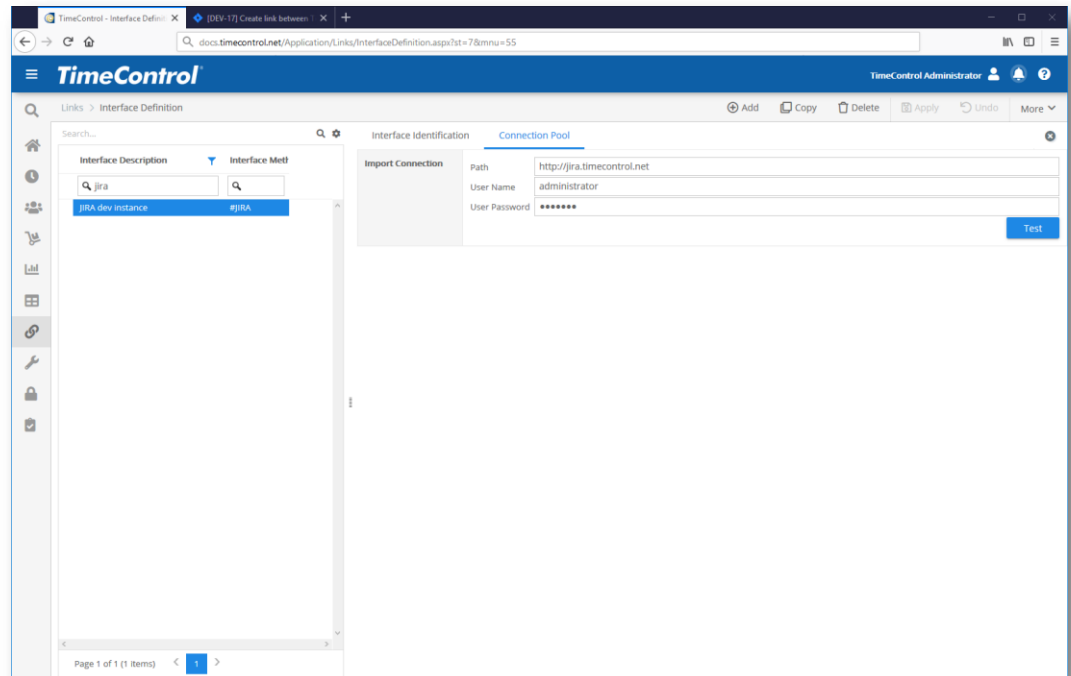 TimeControl - Interface Definit
[DEV-17] Create link between
docs.timecontrol.net/Application/Links/InterfaceDefinition.aspx?st=7&mnu=55
TimeControl®
TimeControl Administrator
Links > Interface Definition
Add Copy Delete Apply Undo More
Search...
Interface Identification Connection Pool
Interface Description Interface Meth
jira
JIRA dev instance #JIRA
Import Connection
Path http://jira.timecontrol.net
User Name administrator
User Password •••••••
Test
Page 1 of 1 (1 items) < 1 >